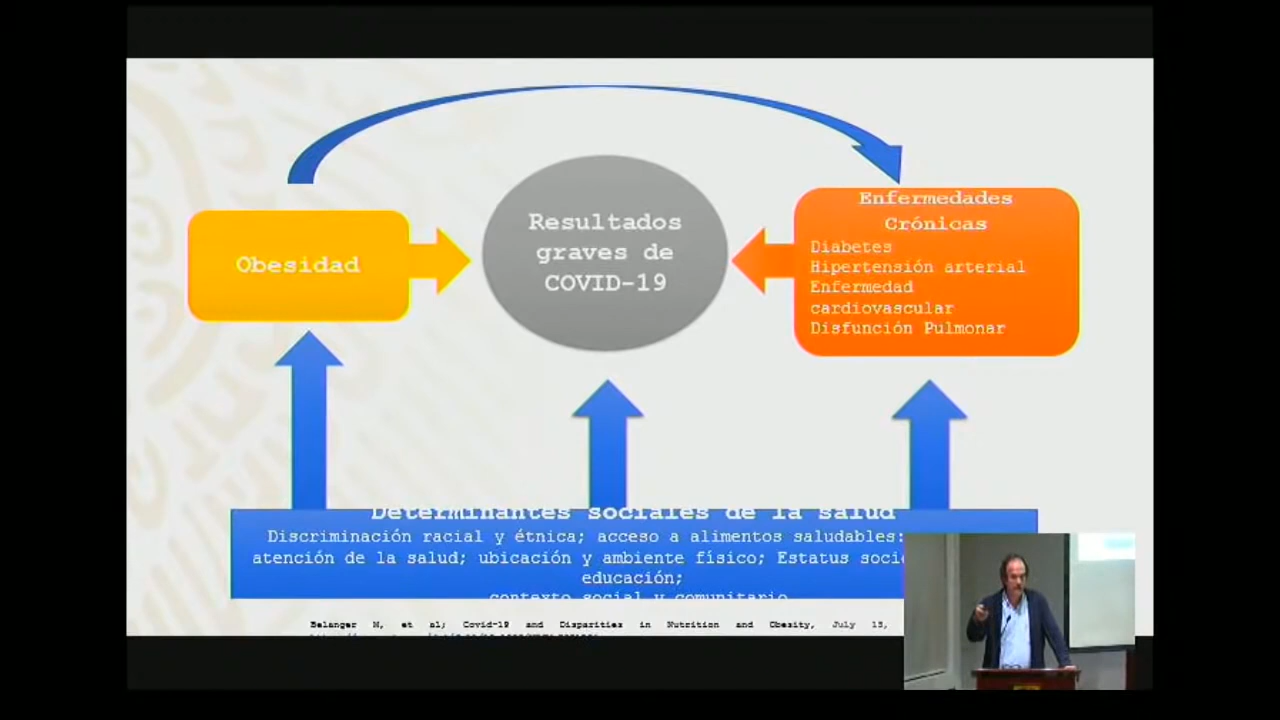 Obesidad
Resultados
graves de
COVID-19
Enfermedades
Crónicas
Diabetes
Hipertensión arterial
Enfermedad
cardiovascular
Disfunción Pulmonar
Determinantes sociales de la salud
Discriminación racial y étnica; acceso a alimentos saludables:
atención de la salud; ubicación y ambiente físico; Estatus
educación;
contexto social y comunitario
Belanger M, et al; Covid-19 and Disparities in Nutrition and Obesity, July 15,